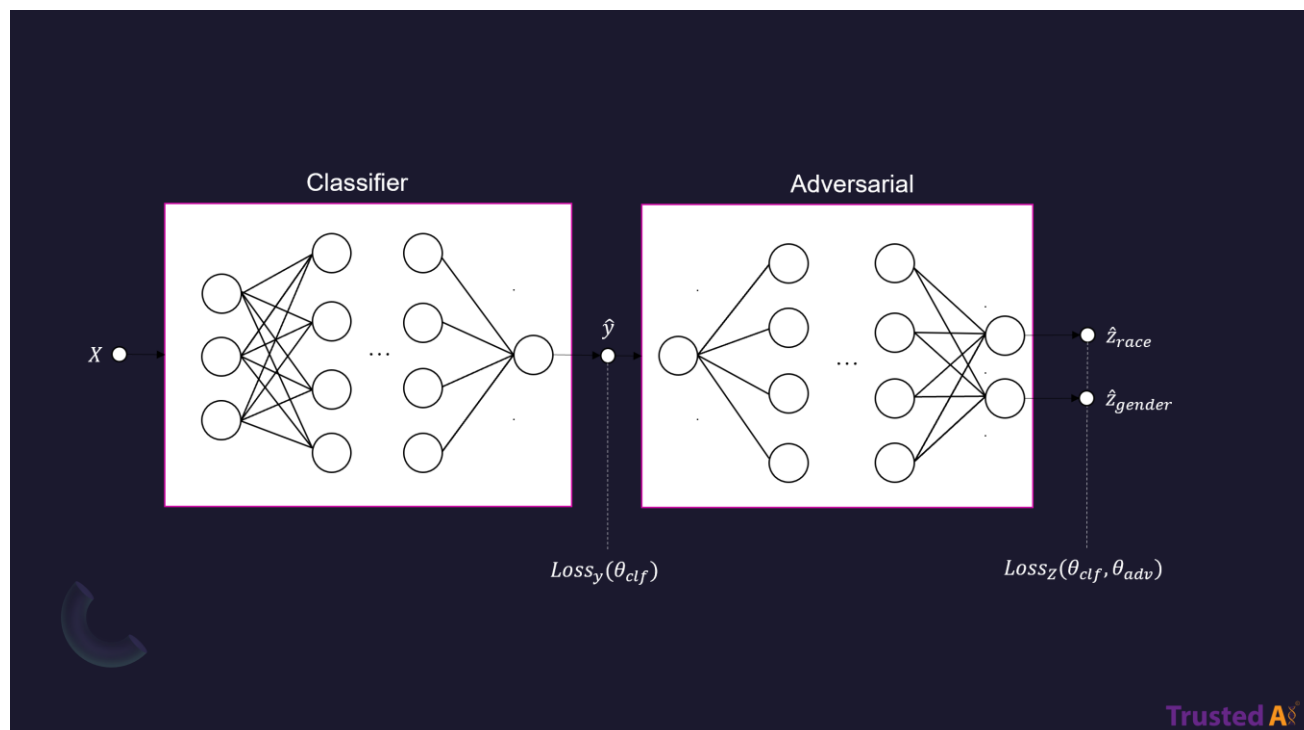 Classifier
Adversarial
X
ŷ
ẑ_race
ẑ_gender
...
...
Loss_y(θ_clf)
Loss_Z(θ_clf, θ_adv)
Trusted AI